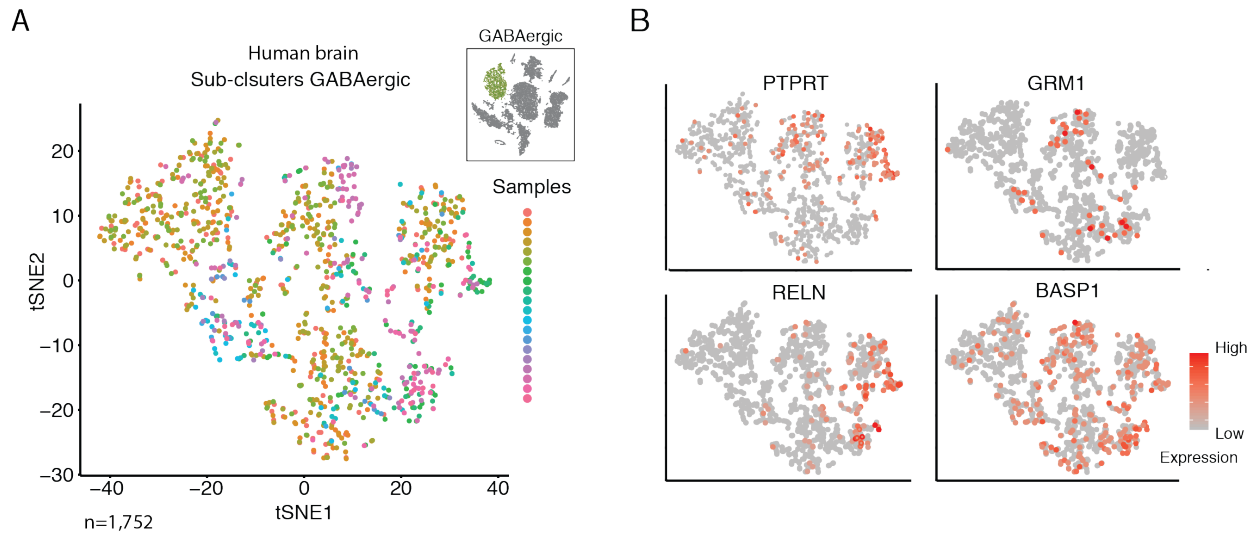 A
Human brain
Sub-clsuters GABAergic
GABAergic
Samples
20
10
0
−10
−20
−30
−40
−20
0
20
40
tSNE2
tSNE1
n=1,752
B
PTPRT
GRM1
RELN
BASP1
High
Low
Expression